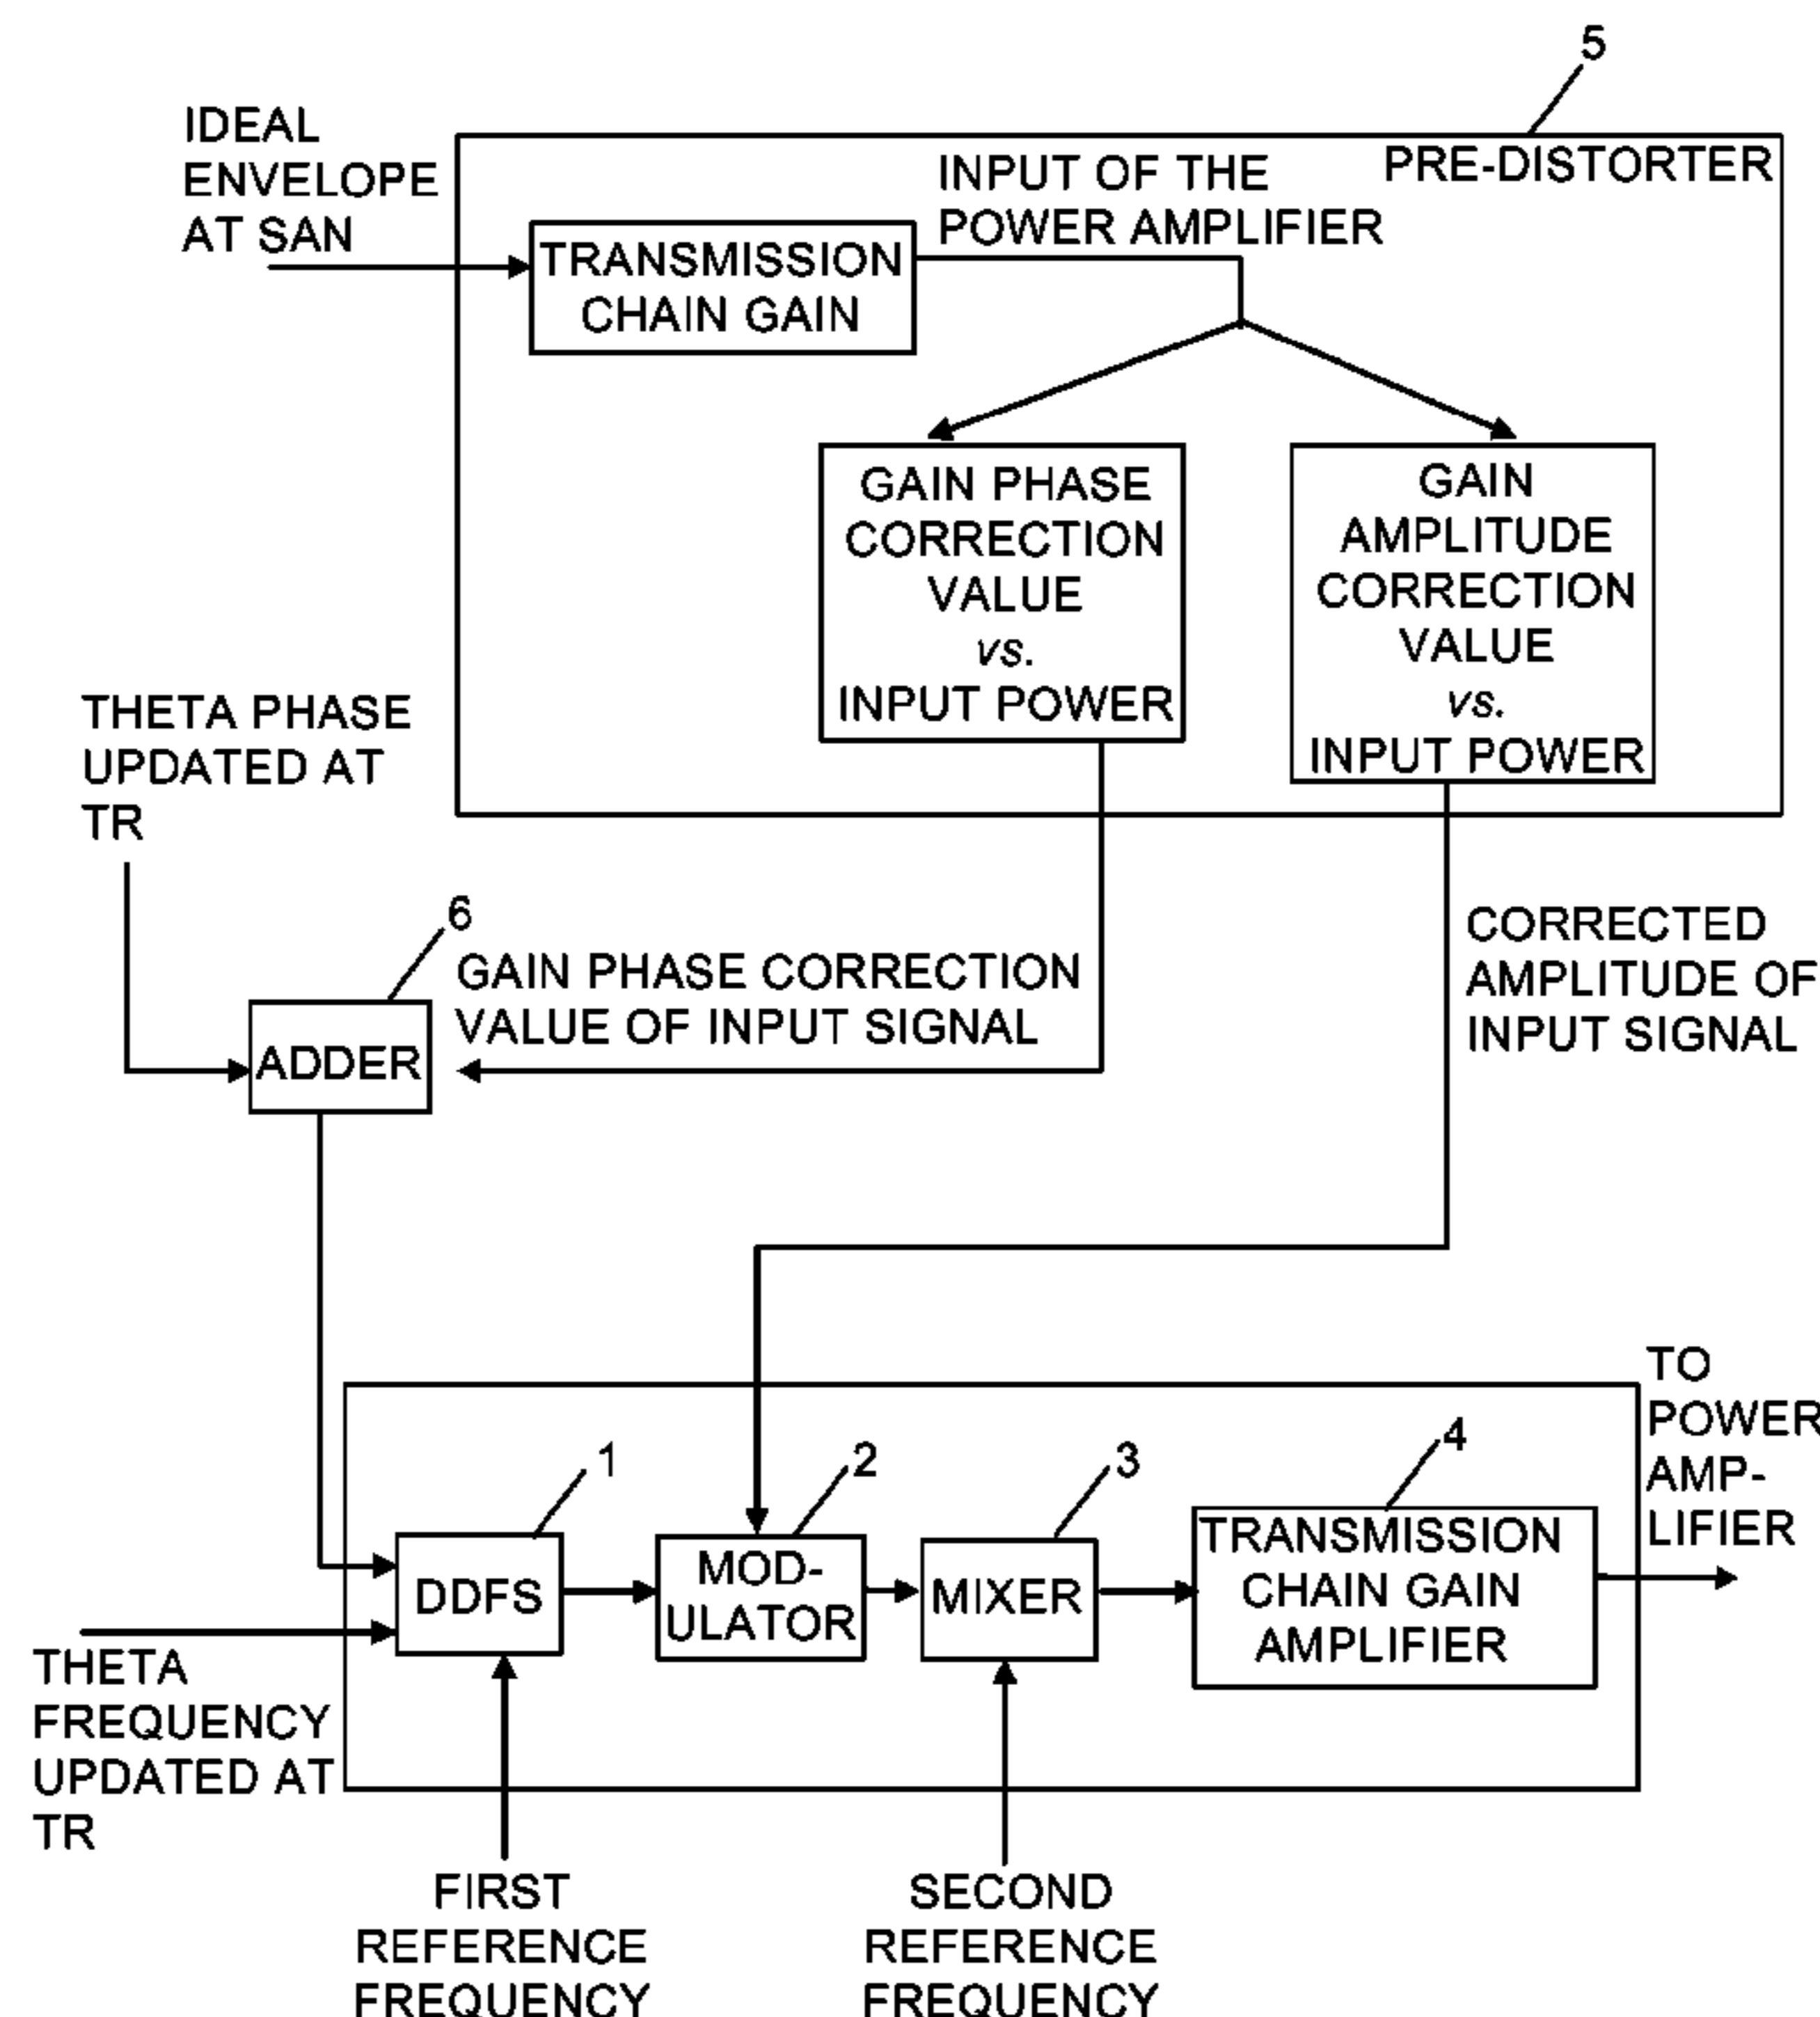 5
IDEAL
ENVELOPE
AT SAN
PRE-DISTORTER
INPUT OF THE
POWER AMPLIFIER
TRANSMISSION
CHAIN GAIN
GAIN PHASE
CORRECTION
VALUE
vs.
INPUT POWER
GAIN
AMPLITUDE
CORRECTION
VALUE
vs.
INPUT POWER
THETA PHASE
UPDATED AT
TR
6
GAIN PHASE CORRECTION
VALUE OF INPUT SIGNAL
CORRECTED
AMPLITUDE OF
INPUT SIGNAL
ADDER
TO
POWER
AMP-
LIFIER
1
2
3
4
DDFS
MOD-
ULATOR
MIXER
TRANSMISSION
CHAIN GAIN
AMPLIFIER
THETA
FREQUENCY
UPDATED AT
TR
FIRST
REFERENCE
FREQUENCY
SECOND
REFERENCE
FREQUENCY